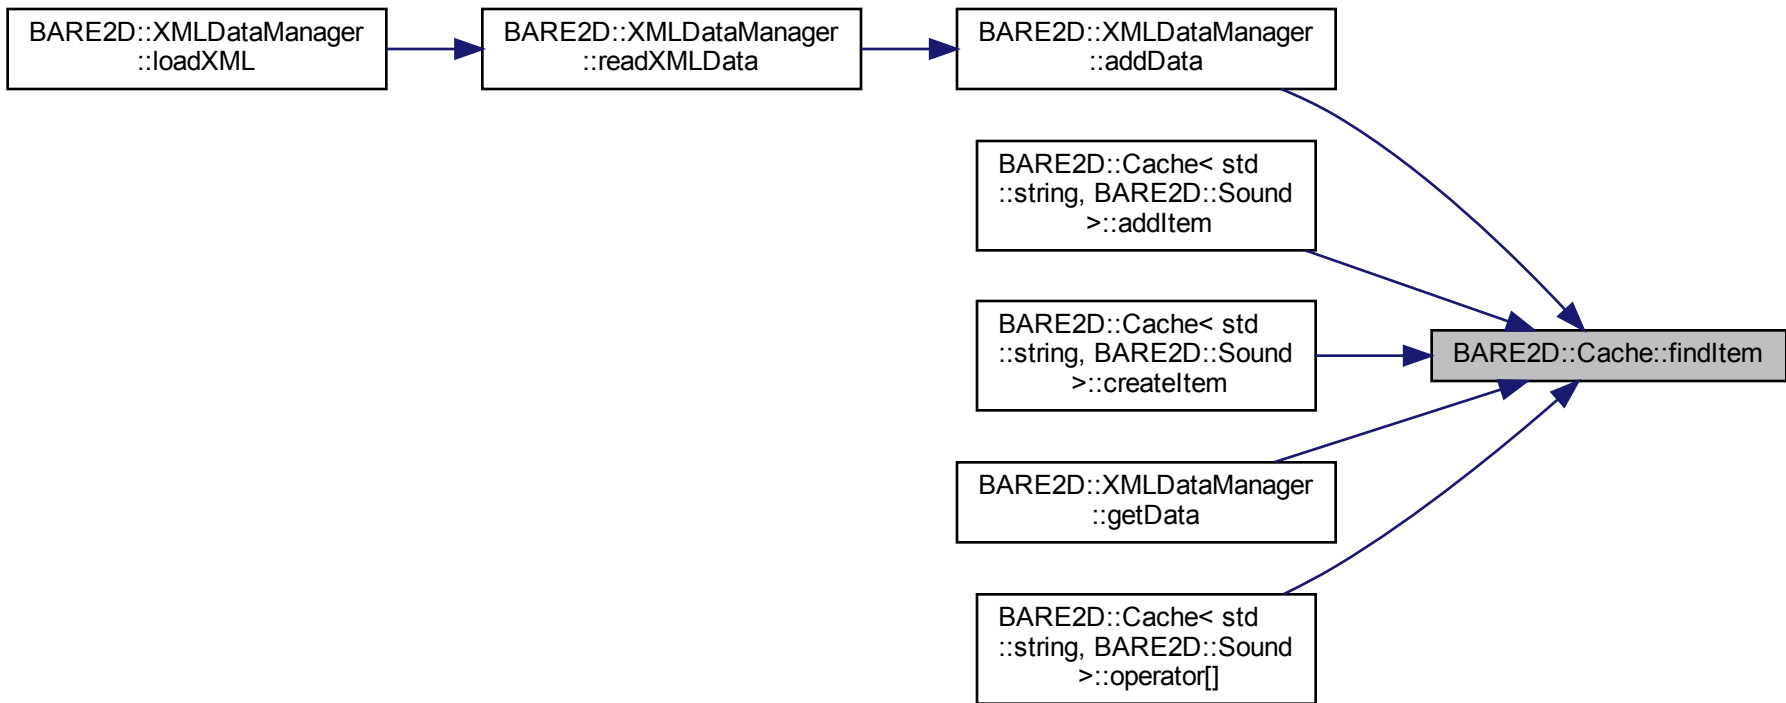 BARE2D::XMLDataManager
::loadXML
BARE2D::XMLDataManager
::readXMLData
BARE2D::XMLDataManager
::addData
BARE2D::Cache< std
::string, BARE2D::Sound
>::addItem
BARE2D::Cache< std
::string, BARE2D::Sound
>::createItem
BARE2D::Cache::findItem
BARE2D::XMLDataManager
::getData
BARE2D::Cache< std
::string, BARE2D::Sound
>::operator[]